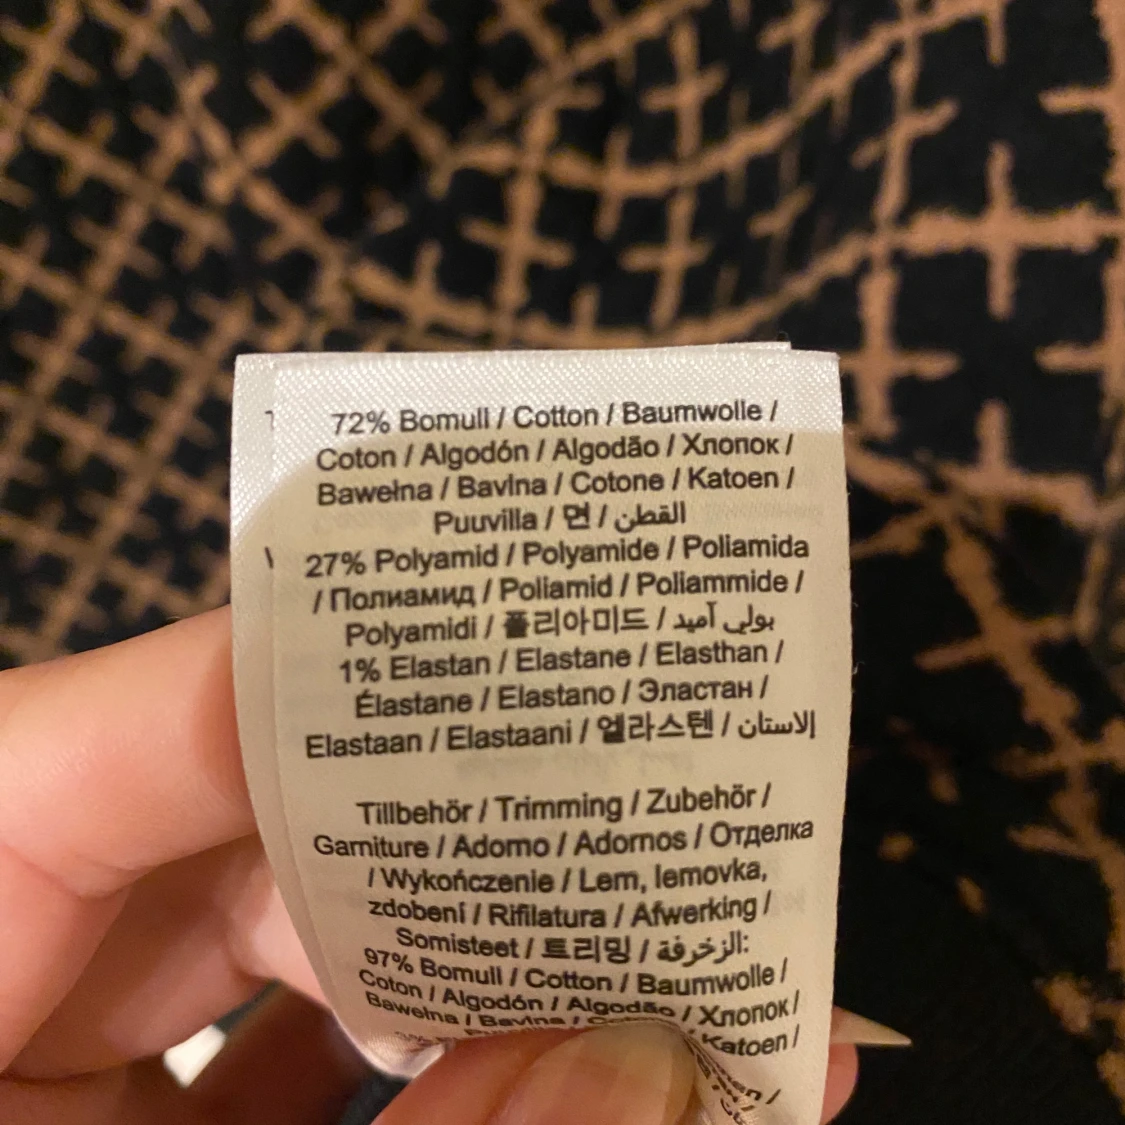 72% Bomull / Cotton / Baumwolle /
Coton / Algodón / Algodão / Хлопок /
Bawełna / Bavlna / Cotone / Katoen /
Puuvilla / 면 / القطن
27% Polyamid / Polyamide / Poliamida
/ Полиамид / Poliamid / Poliammide /
Polyamidi / 폴리아미드 / بولي آميد
1% Elastan / Elastane / Elasthan /
Élastane / Elastano / Эластан /
Elastaan / Elastaani / 엘라스텐 / إلاستان
Tillbehör / Trimming / Zubehör /
Garniture / Adorno / Adornos / Отделка
/ Wykończenie / Lem, lemovka,
zdobení / Rifilatura / Afwerking /
Somisteet / 트리밍 / الزخرفة:
97% Bomull / Cotton / Baumwolle /
Coton / Algodón / Algodão / Хлопок /
Bawełna / Bavlna / Katoen /